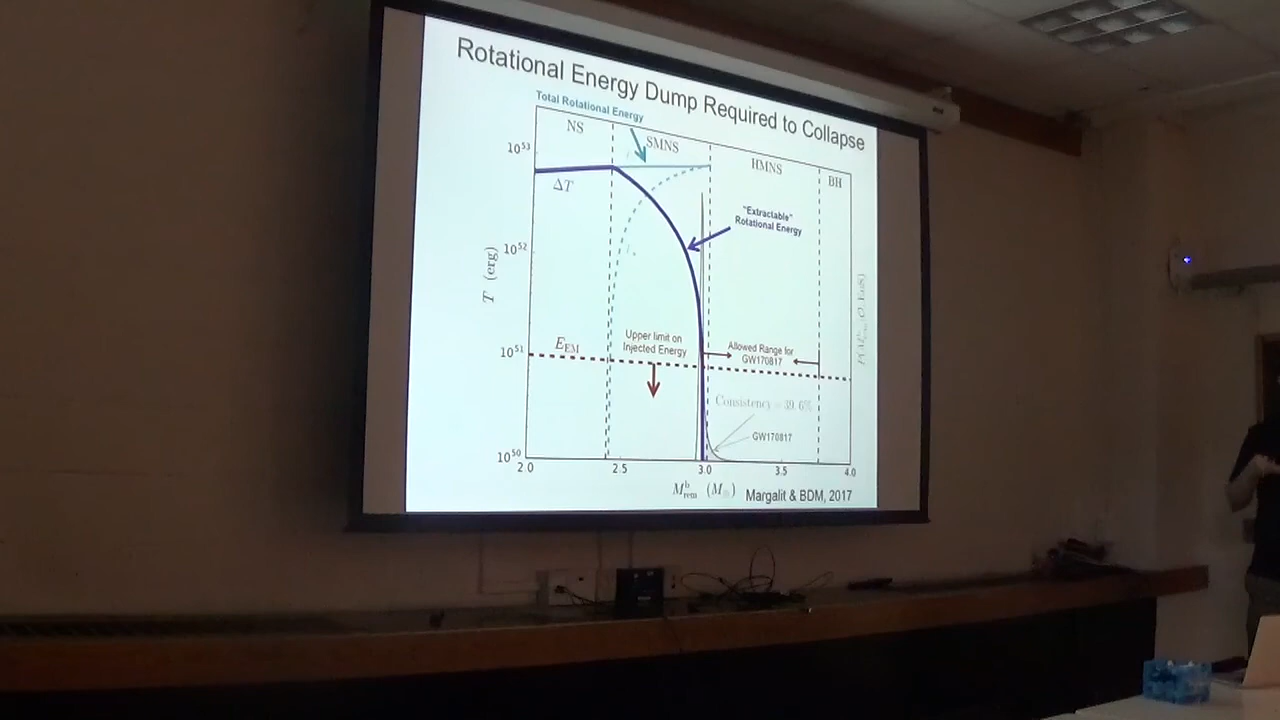 Rotational Energy Dump Required to Collapse
Total Rotational Energy
NS
SMNS
HMNS
BH
10^53
ΔT
"Extractable"
Rotational Energy
10^52
T (erg)
Upper limit on
Injected Energy
E_EM
10^51
Allowed Range for
GW170817
Consistency = 39.6%
GW170817
10^50
2.0
2.5
3.0
3.5
4.0
M^b_rem (M_⊙)
Margalit & BDM, 2017